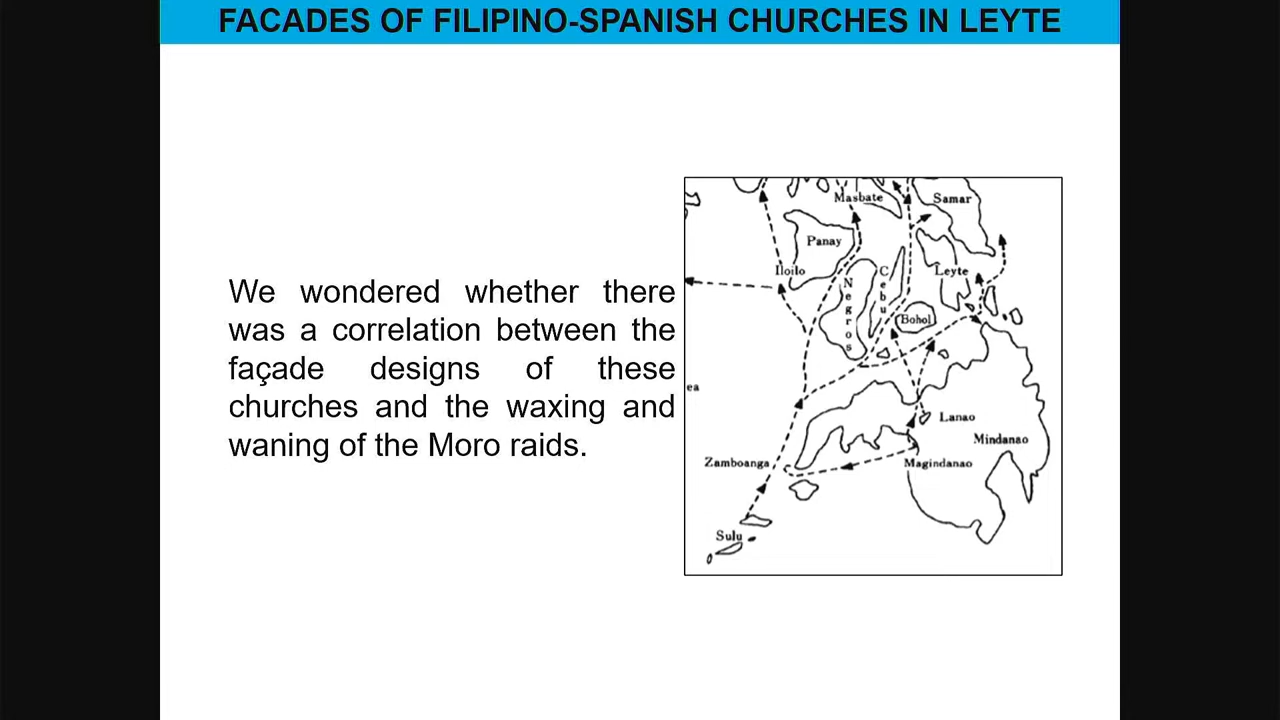 FACADES OF FILIPINO-SPANISH CHURCHES IN LEYTE
We wondered whether there
was a correlation between the
façade designs of these
churches and the waxing and
waning of the Moro raids.
Masbate
Samar
Panay
Iloilo
Cebu
Leyte
Negros
Bohol
ea
Lanao
Mindanao
Zamboanga
Magindanao
Sulu